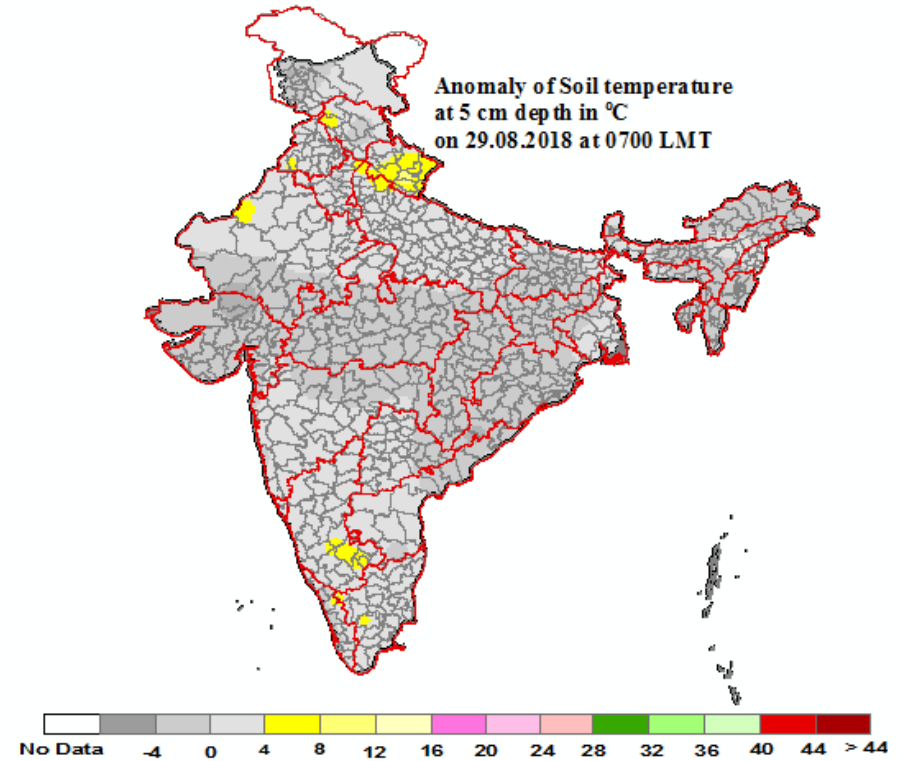 Anomaly of Soil temperature
at 5 cm depth in ⁰C
on 29.08.2018 at 0700 LMT
No Data -4 0 4 8 12 16 20 24 28 32 36 40 44 > 44